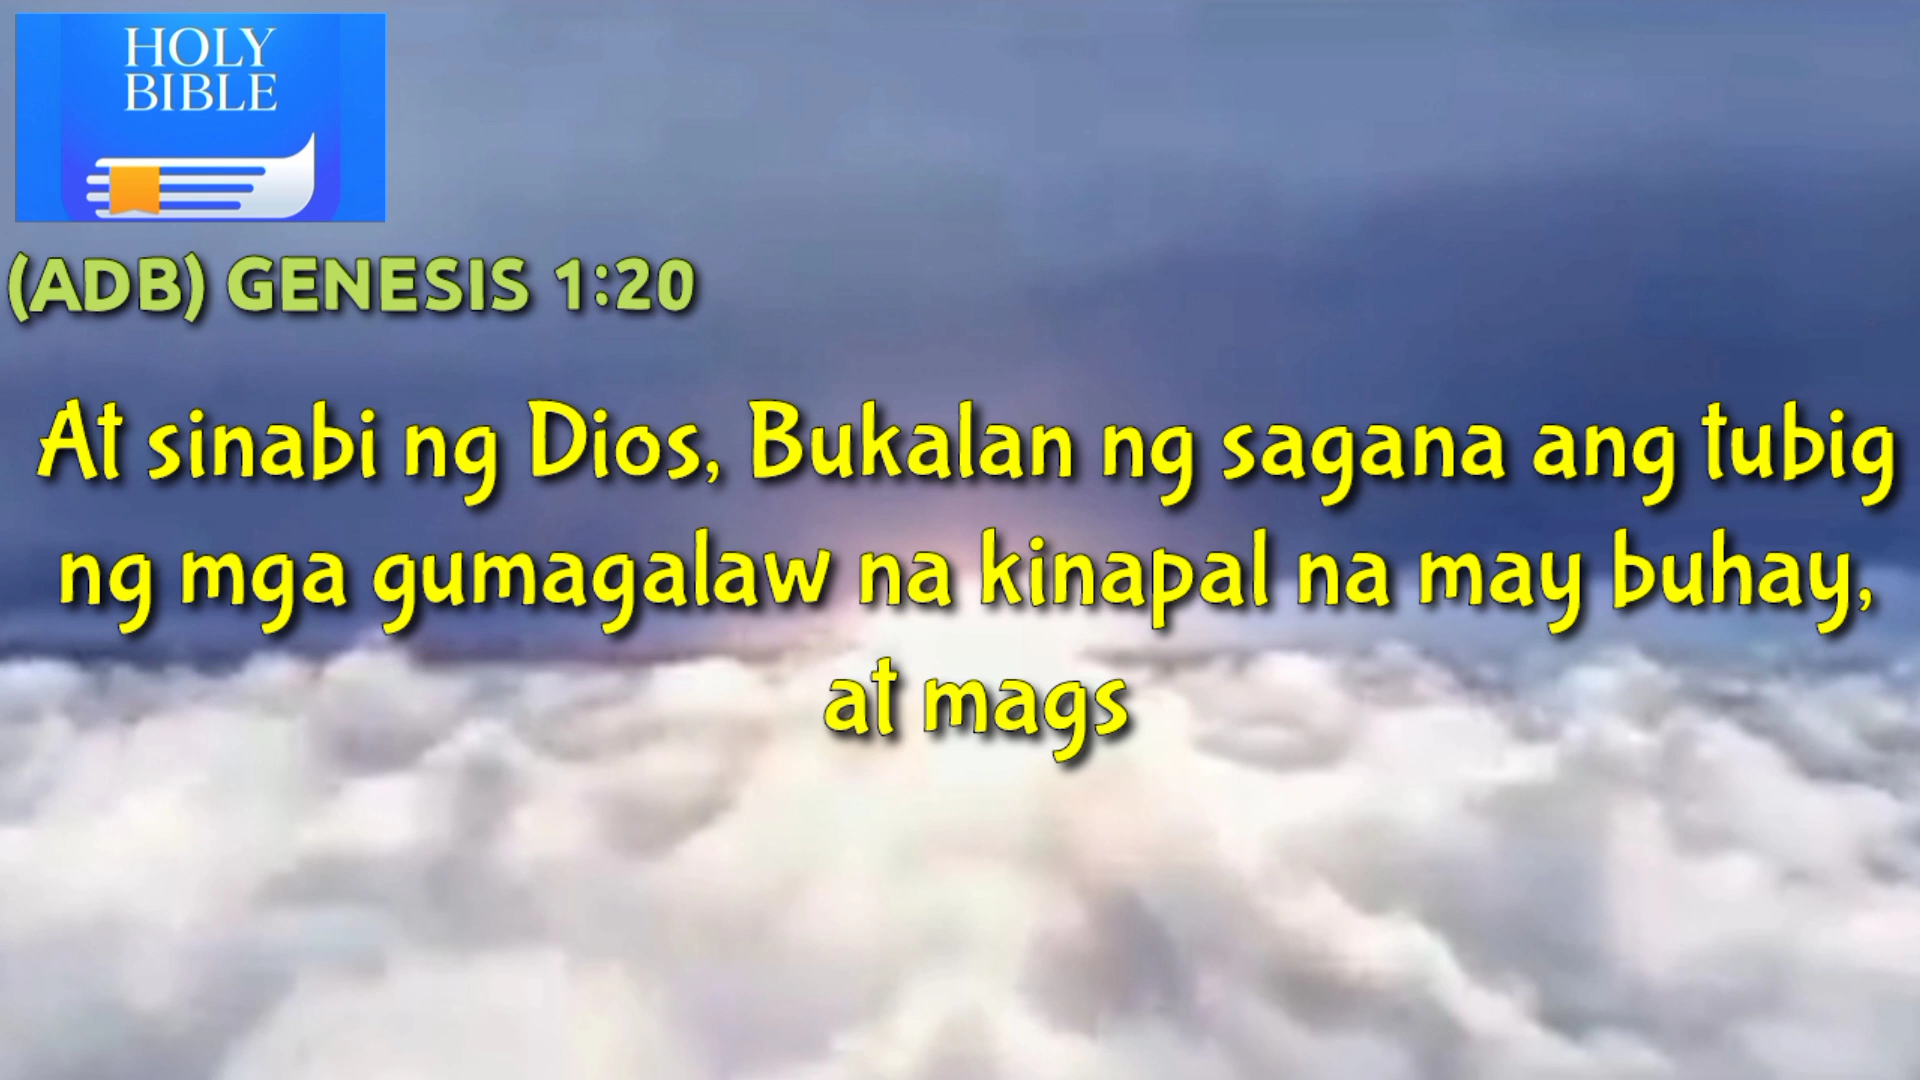 HOLY
BIBLE
(ADB) GENESIS 1:20
At sinabi ng Dios, Bukalan ng sagana ang tubig
ng mga gumagalaw na kinapal na may buhay,
at mags